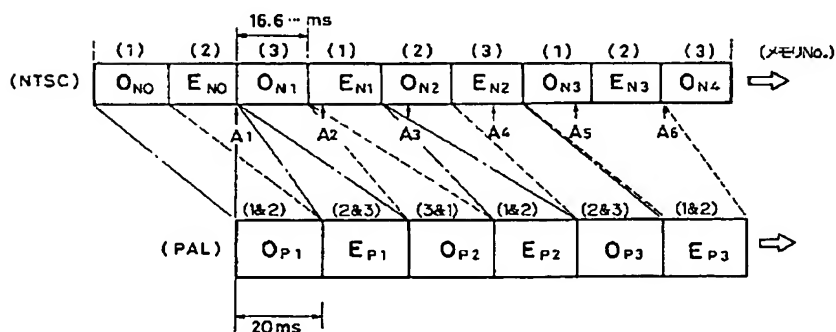 16.6… ms
(1) (2) (3) (1) (2) (3) (1) (2) (3) (メモリNo.)
(NTSC) ONO ENO ON1 EN1 ON2 EN2 ON3 EN3 ON4
A1 A2 A3 A4 A5 A6
(1&2) (2&3) (3&1) (1&2) (2&3) (1&2)
(PAL) OP1 EP1 OP2 EP2 OP3 EP3
20ms